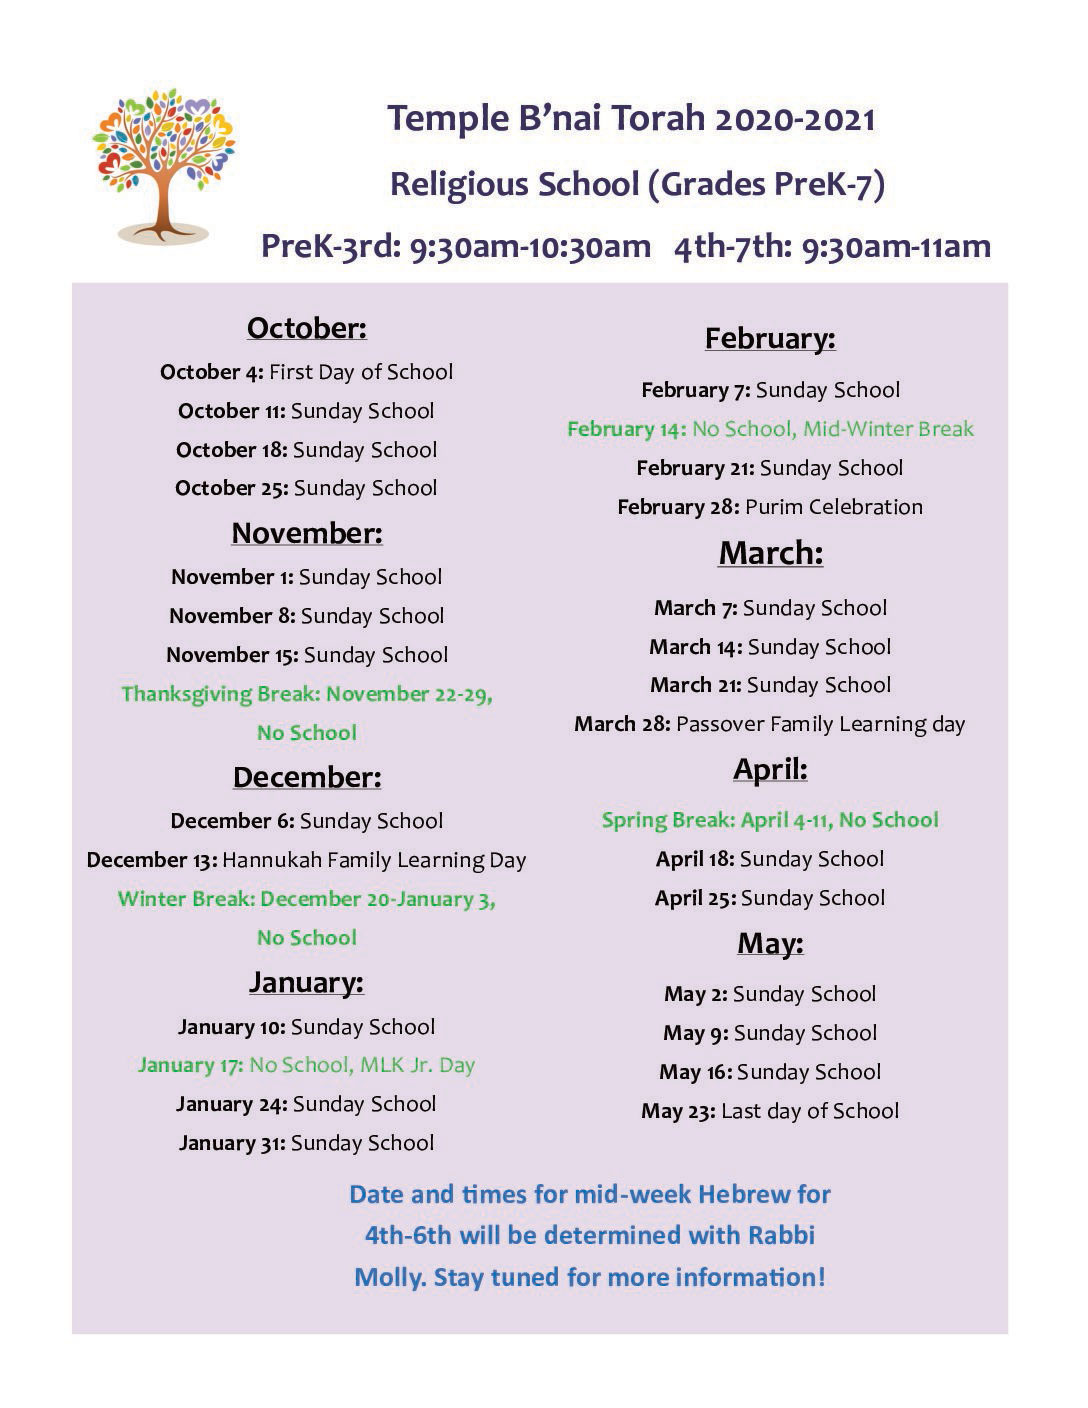 Temple B’nai Torah 2020-2021
Religious School (Grades PreK-7)
PreK-3rd: 9:30am-10:30am 4th-7th: 9:30am-11am
October:
October 4: First Day of School
October 11: Sunday School
October 18: Sunday School
October 25: Sunday School
November:
November 1: Sunday School
November 8: Sunday School
November 15: Sunday School
Thanksgiving Break: November 22-29,
No School
December:
December 6: Sunday School
December 13: Hannukah Family Learning Day
Winter Break: December 20-January 3,
No School
January:
January 10: Sunday School
January 17: No School, MLK Jr. Day
January 24: Sunday School
January 31: Sunday School
February:
February 7: Sunday School
February 14: No School, Mid-Winter Break
February 21: Sunday School
February 28: Purim Celebration
March:
March 7: Sunday School
March 14: Sunday School
March 21: Sunday School
March 28: Passover Family Learning day
April:
Spring Break: April 4-11, No School
April 18: Sunday School
April 25: Sunday School
May:
May 2: Sunday School
May 9: Sunday School
May 16: Sunday School
May 23: Last day of School
Date and times for mid-week Hebrew for
4th-6th will be determined with Rabbi
Molly. Stay tuned for more information!